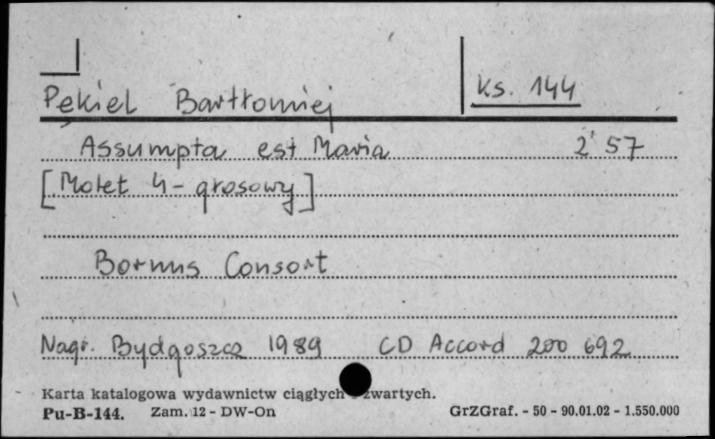 Ks. 144
Pękiel Bartłomiej
Assumpta est Maria 2'57
[Motet 4-głosowy]
Bornus Consort
Nagr. Bydgoszcz 1989 CD Accord 200 692
Karta katalogowa wydawnictw ciągłych zwartych.
Pu-B-144. Zam. 12 - DW-On GrZGraf. - 50 - 90.01.02 - 1.550.000